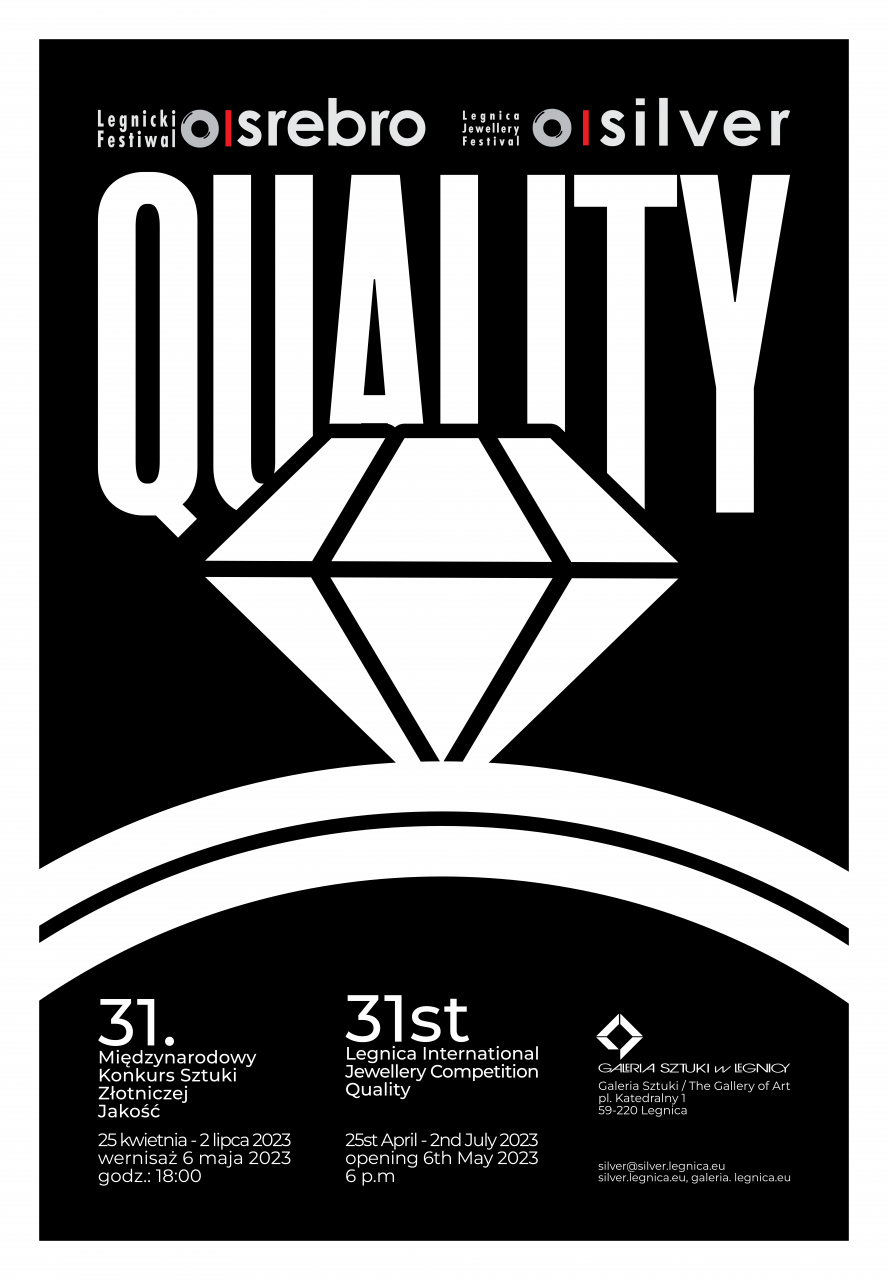 Legnicki
Festiwal
srebro
Legnica
Jewellery
Festival
silver
QUALITY
31.
Międzynarodowy
Konkurs Sztuki
Złotniczej
Jakość
25 kwietnia - 2 lipca 2023
wernisaż 6 maja 2023
godz.: 18:00
31st
Legnica International
Jewellery Competition
Quality
25st April - 2nd July 2023
opening 6th May 2023
6 p.m
GALERIA SZTUKI w LEGNICY
Galeria Sztuki / The Gallery of Art
pl. Katedralny 1
59-220 Legnica
silver@silver.legnica.eu
silver.legnica.eu, galeria. legnica.eu